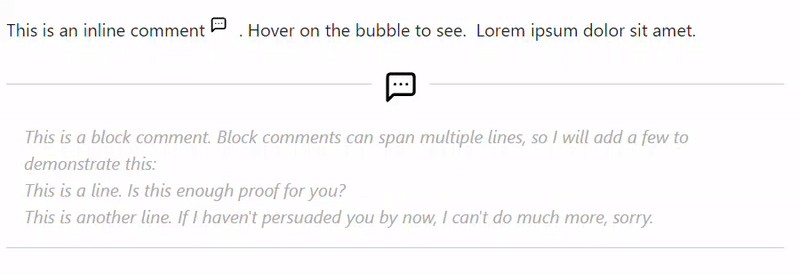 This is an inline comment . Hover on the bubble to see. Lorem ipsum dolor sit amet.
This is a block comment. Block comments can span multiple lines, so I will add a few to
demonstrate this:
This is a line. Is this enough proof for you?
This is another line. If I haven't persuaded you by now, I can't do much more, sorry.